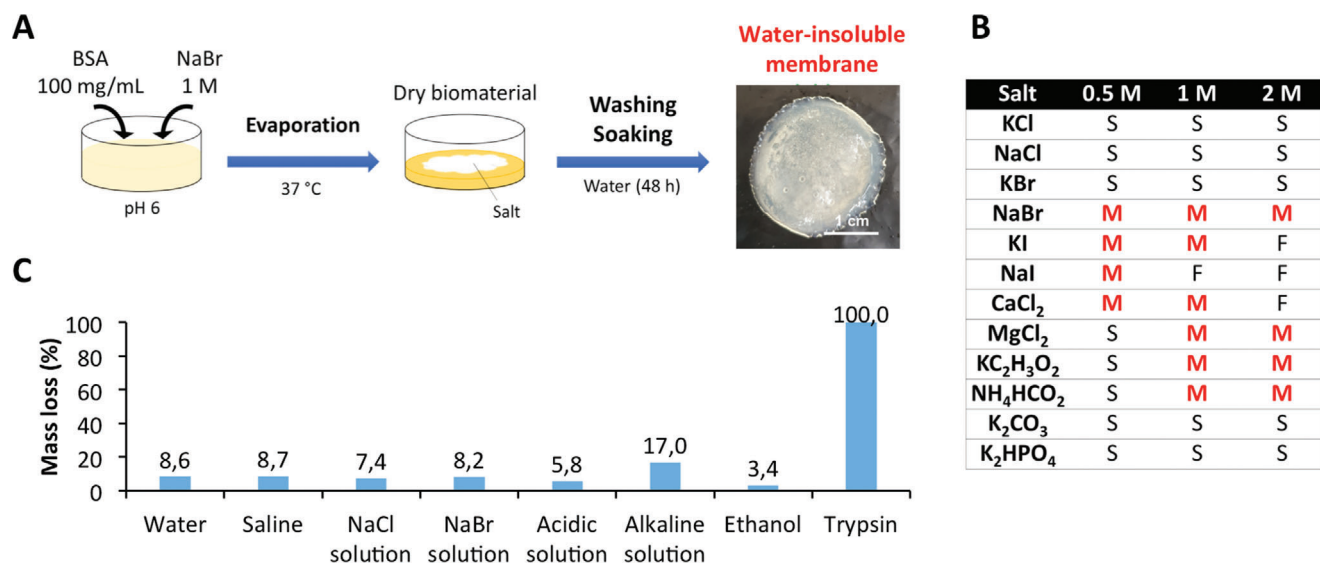 A
BSA
100 mg/mL
NaBr
1 M
pH 6
Evaporation
37 °C
Dry biomaterial
Salt
Washing
Soaking
Water (48 h)
Water-insoluble
membrane
1 cm
B
Salt 0.5 M 1 M 2 M
KCl S S S
NaCl S S S
KBr S S S
NaBr M M M
KI M M F
NaI M F F
CaCl₂ M M F
MgCl₂ S M M
KC₂H₃O₂ S M M
NH₄HCO₂ S M M
K₂CO₃ S S S
K₂HPO₄ S S S
C
Mass loss (%)
100
80
60
40
20
0
8,6
8,7
7,4
8,2
5,8
17,0
3,4
100,0
Water
Saline
NaCl
solution
NaBr
solution
Acidic
solution
Alkaline
solution
Ethanol
Trypsin